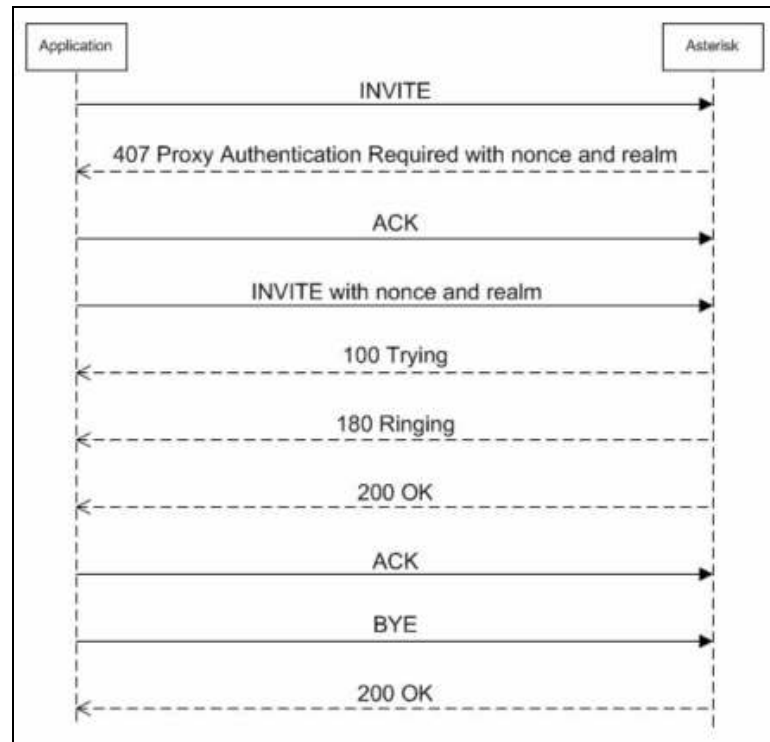 Application
Asterisk
INVITE
407 Proxy Authentication Required with nonce and realm
ACK
INVITE with nonce and realm
100 Trying
180 Ringing
200 OK
ACK
BYE
200 OK